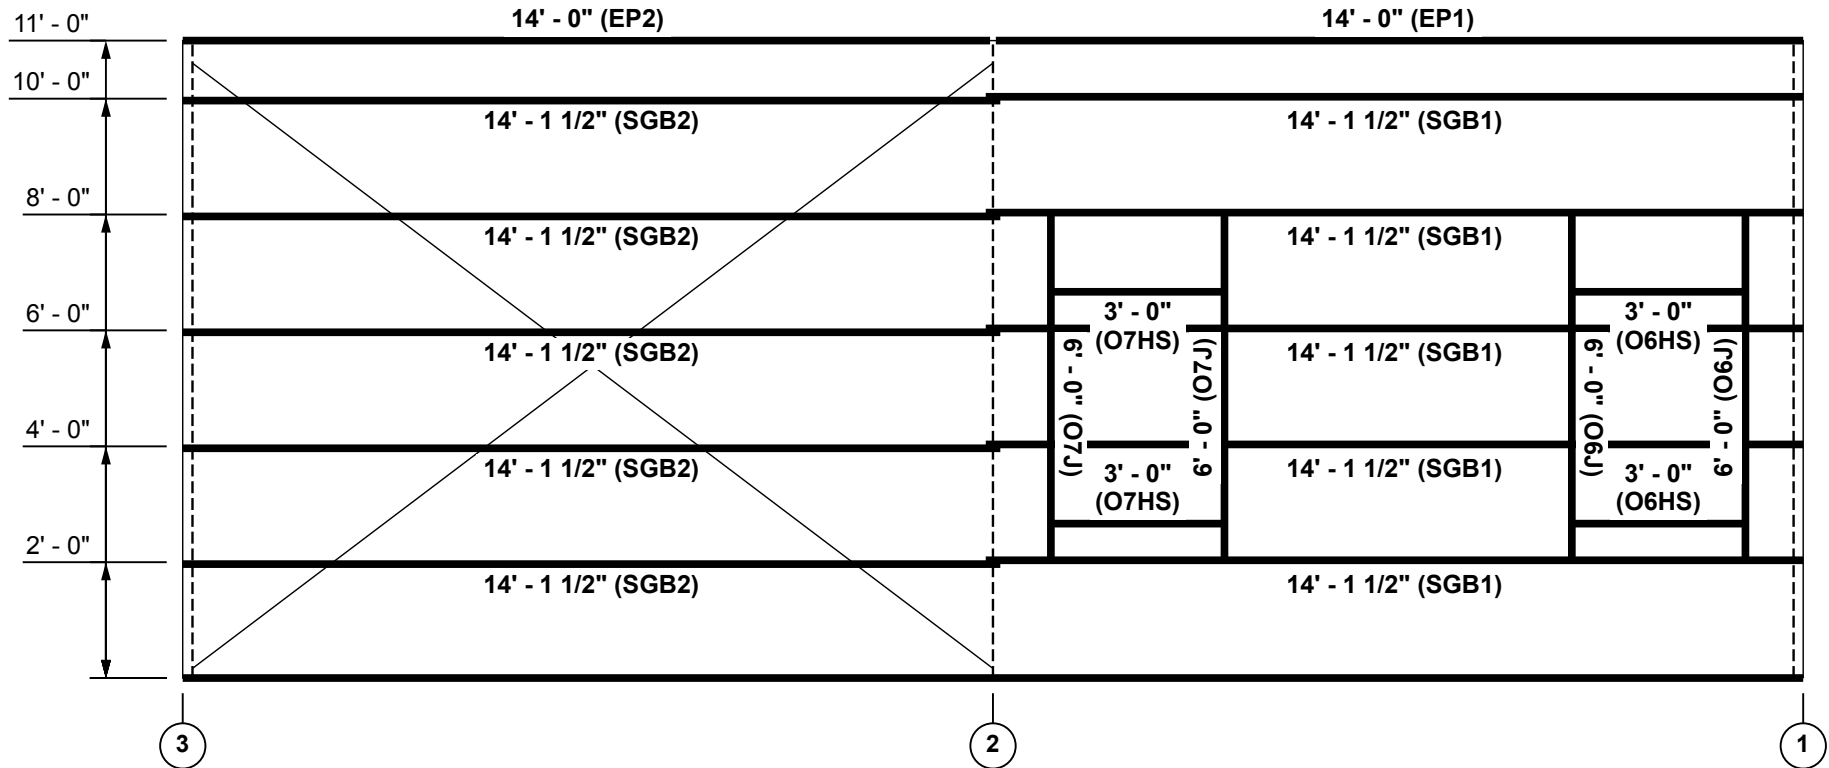 14' - 0" (EP2)
14' - 0" (EP1)
11' - 0"
10' - 0"
14' - 1 1/2" (SGB2)
14' - 1 1/2" (SGB1)
8' - 0"
14' - 1 1/2" (SGB2)
14' - 1 1/2" (SGB1)
6' - 0"
14' - 1 1/2" (SGB2)
3' - 0"
(O7HS)
14' - 1 1/2" (SGB1)
3' - 0"
(O6HS)
6' - 0" (O7J)
6' - 0" (O7J)
6' - 0" (O6J)
6' - 0" (O6J)
4' - 0"
14' - 1 1/2" (SGB2)
3' - 0"
(O7HS)
14' - 1 1/2" (SGB1)
3' - 0"
(O6HS)
2' - 0"
14' - 1 1/2" (SGB2)
14' - 1 1/2" (SGB1)
3
2
1